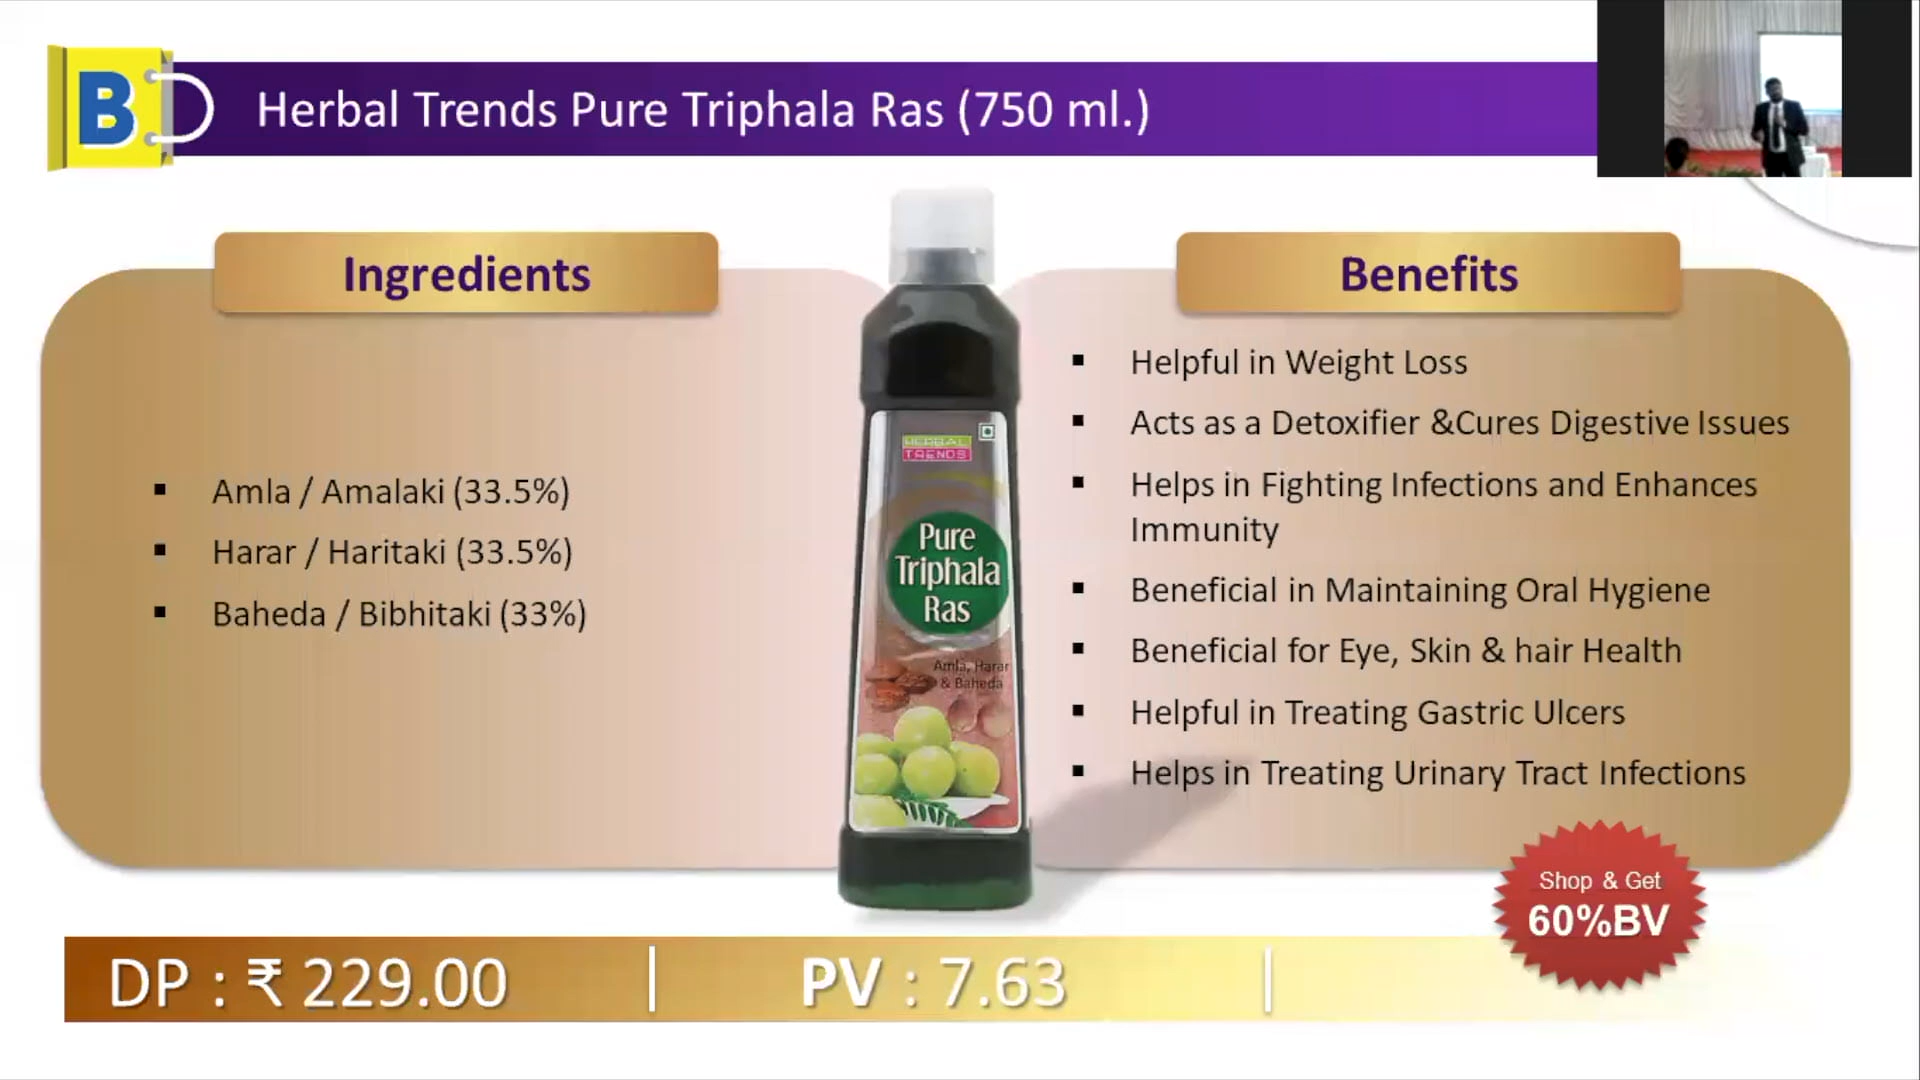 B
Herbal Trends Pure Triphala Ras (750 ml.)
Ingredients
▪ Amla / Amalaki (33.5%)
▪ Harar / Haritaki (33.5%)
▪ Baheda / Bibhitaki (33%)
HERBAL
TRENDS
Pure
Triphala
Ras
Amla, Harar
& Baheda
Benefits
▪ Helpful in Weight Loss
▪ Acts as a Detoxifier &Cures Digestive Issues
▪ Helps in Fighting Infections and Enhances
Immunity
▪ Beneficial in Maintaining Oral Hygiene
▪ Beneficial for Eye, Skin & hair Health
▪ Helpful in Treating Gastric Ulcers
▪ Helps in Treating Urinary Tract Infections
Shop & Get
60%BV
DP : ₹ 229.00 | PV : 7.63 |